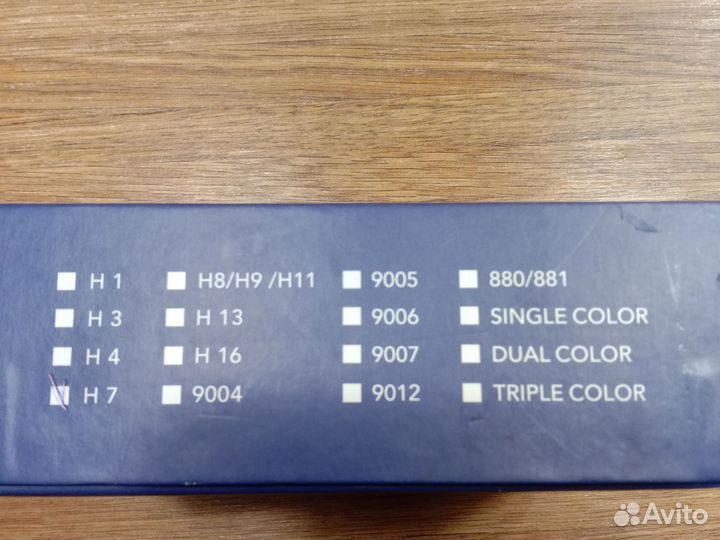 H 1 H8/H9 /H11 9005 880/881
H 3 H 13 9006 SINGLE COLOR
H 4 H 16 9007 DUAL COLOR
H 7 9004 9012 TRIPLE COLOR
Avito